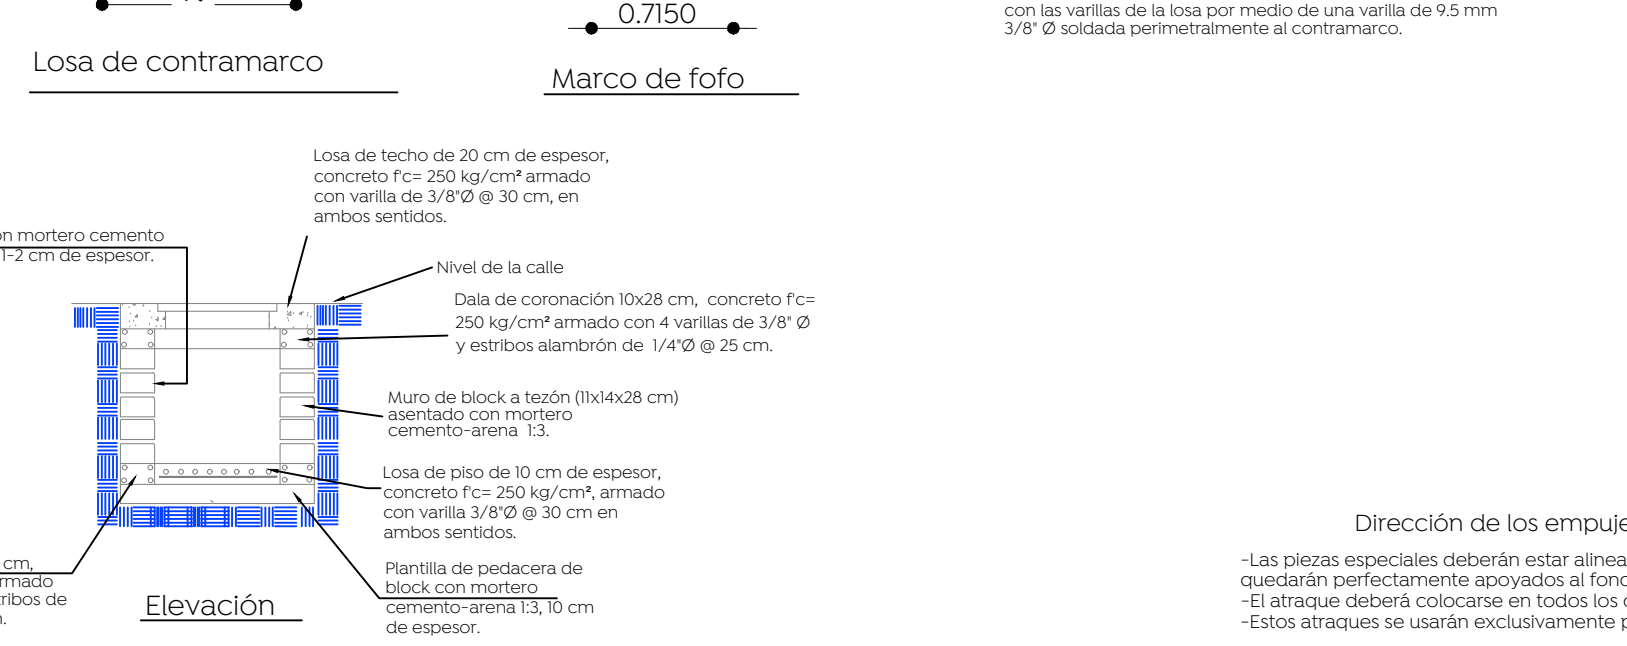 0.7150
con las varillas de la losa por medio de una varilla de 9.5 mm
3/8" Ø soldada perimetralmente al contramarco.
Losa de contramarco
Marco de fofo
Losa de techo de 20 cm de espesor,
concreto f'c= 250 kg/cm² armado
con varilla de 3/8"Ø @ 30 cm, en
ambos sentidos.
mortero cemento
1-2 cm de espesor.
Nivel de la calle
Dala de coronación 10x28 cm, concreto f'c=
250 kg/cm² armado con 4 varillas de 3/8" Ø
y estribos alambrón de 1/4"Ø @ 25 cm.
Muro de block a tezón (11x14x28 cm)
asentado con mortero
cemento-arena 1:3.
Losa de piso de 10 cm de espesor,
concreto f'c= 250 kg/cm², armado
con varilla 3/8"Ø @ 30 cm en
ambos sentidos.
Plantilla de pedacera de
block con mortero
cemento-arena 1:3, 10 cm
de espesor.
cm,
de
Elevación
Dirección de los
-Las piezas especiales deberán estar
quedarán perfectamente apoyados al
-El atraque deberá colocarse en todos los
-Estos atraques se usarán exclusivamente